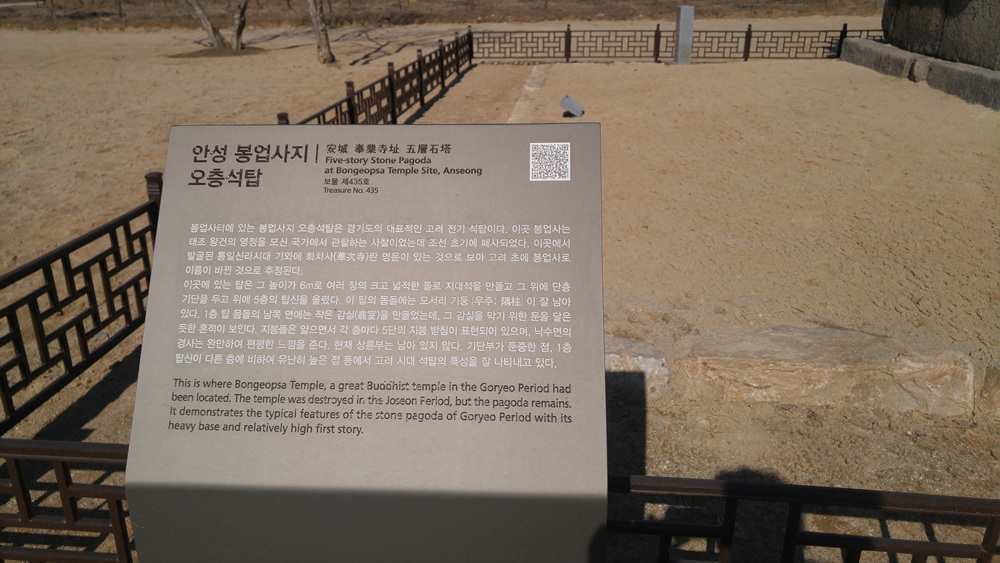 안성 봉업사지
오층석탑
安城 奉業寺址 五層石塔
Five-story Stone Pagoda
at Bongeopsa Temple Site, Anseong
보물 제435호
Treasure No. 435
봉업사터에 있는 봉업사지 오층석탑은 경기도의 대표적인 고려 전기 석탑이다. 이곳 봉업사는
태조 왕건의 영정을 모신 국가에서 관할하는 사찰이었는데 조선 초기에 폐사되었다. 이곳에서
발굴된 통일신라시대 기와에 화차사(華次寺)란 명문이 있는 것으로 보아 고려 초에 봉업사로
이름이 바뀐 것으로 추정된다.
이곳에 있는 탑은 그 높이가 6m로 여러 장의 크고 넓적한 돌로 지대석을 만들고 그 위에 단층
기단을 두고 위에 5층의 탑신을 올렸다. 이 탑의 몸돌에는 모서리 기둥 [우주: 隅柱] 이 잘 남아
있다. 1층 탑 몸돌의 남쪽 면에는 작은 감실(龕室)을 만들었는데, 그 감실을 막기 위한 문을 달은
듯한 흔적이 보인다. 지붕돌은 얇으면서 각 층마다 5단의 지붕 받침이 표현되어 있으며, 낙수면의
경사는 완만하여 편평한 느낌을 준다. 현재 상륜부는 남아 있지 않다. 기단부가 둔중한 점, 1층
탑신이 다른 층에 비하여 유난히 높은 점 등에서 고려 시대 석탑의 특성을 잘 나타내고 있다.
This is where Bongeopsa Temple, a great Buddhist temple in the Goryeo Period had
been located. The temple was destroyed in the Joseon Period, but the pagoda remains.
It demonstrates the typical features of the stone pagoda of Goryeo Period with its
heavy base and relatively high first story.